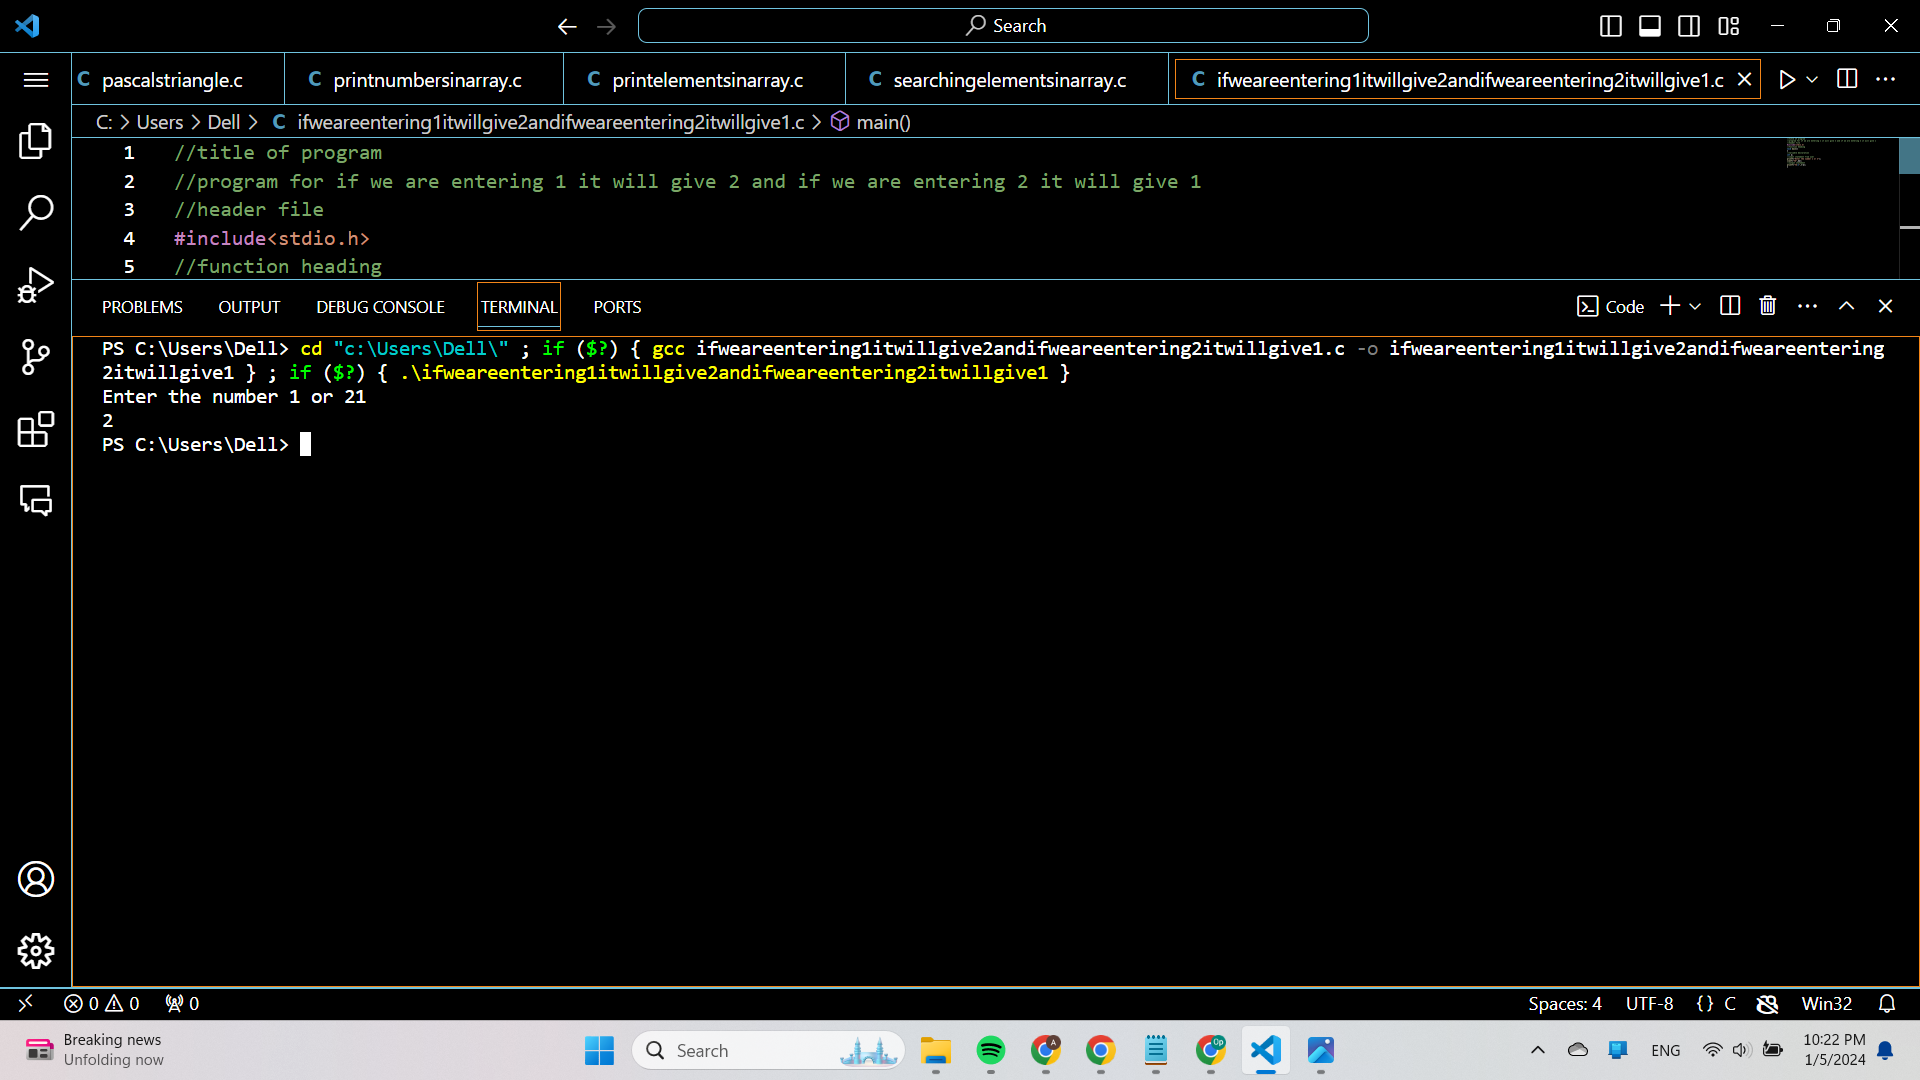 Search
pascalstriangle.c
printnumbersinarray.c
printelementsinarray.c
searchingelementsinarray.c
ifweareentering1itwillgive2andifweareentering2itwillgive1.c
C: > Users > Dell > C ifweareentering1itwillgive2andifweareentering2itwillgive1.c > main()
1 //title of program
2 //program for if we are entering 1 it will give 2 and if we are entering 2 it will give 1
3 //header file
4 #include<stdio.h>
5 //function heading
PROBLEMS OUTPUT DEBUG CONSOLE TERMINAL PORTS
Code
PS C:\Users\Dell> cd "c:\Users\Dell\" ; if ($?) { gcc ifweareentering1itwillgive2andifweareentering2itwillgive1.c -o ifweareentering1itwillgive2andifweareentering
2itwillgive1 } ; if ($?) { .\ifweareentering1itwillgive2andifweareentering2itwillgive1 }
Enter the number 1 or 21
2
PS C:\Users\Dell>
0 0 0
Spaces: 4 UTF-8 {} C Win32
Breaking news
Unfolding now
Search
ENG
10:22 PM
1/5/2024